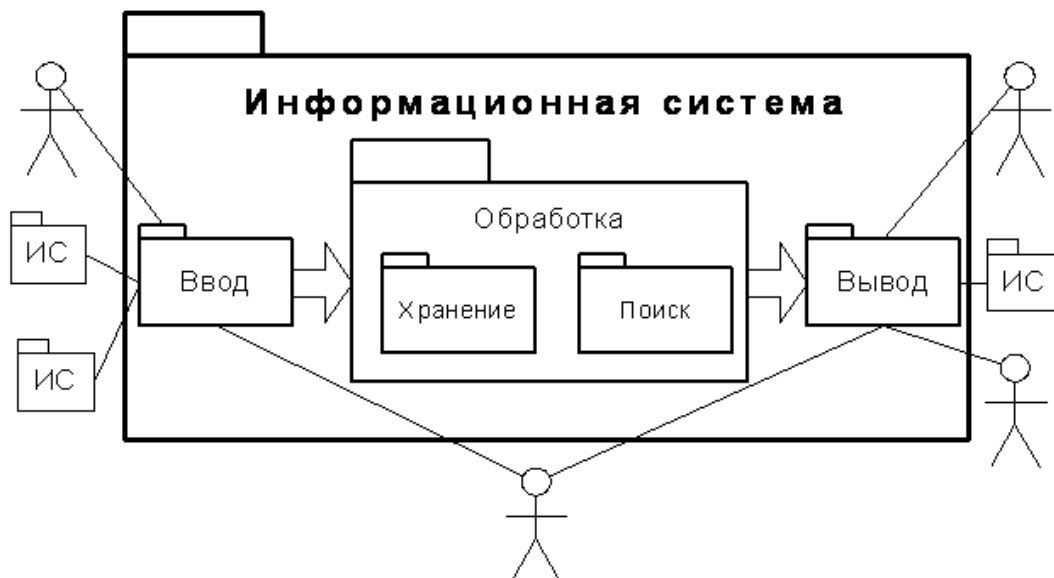 Информационная система
Обработка
ИС
Ввод
Хранение
Поиск
Вывод
ИС
ИС